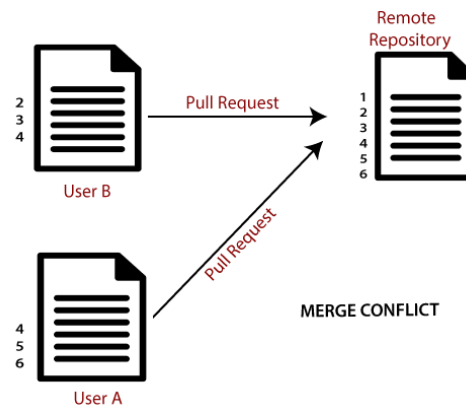 Remote
Repository
2
3
4
Pull Request
1
2
3
4
5
6
User B
Pull Request
4
5
6
MERGE CONFLICT
User A